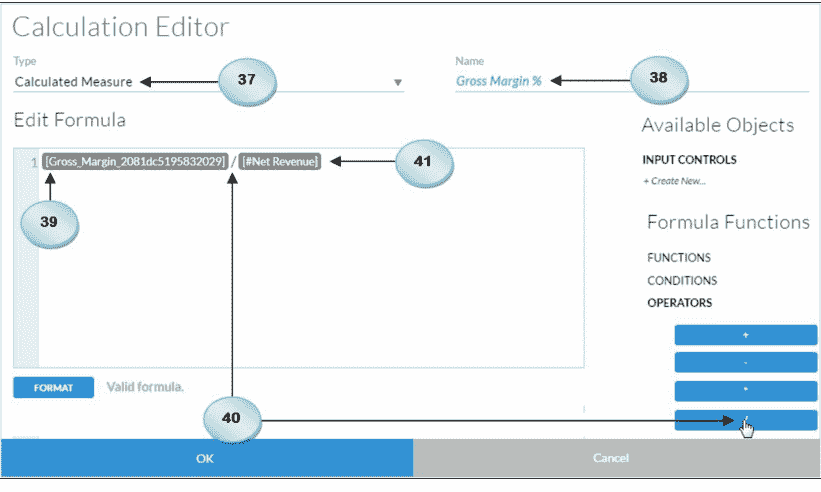 Calculation Editor
Type
Name
Calculated Measure
37
Gross Margin %
38
Edit Formula
Available Objects
1 [Gross_Margin_2081dc5195832029] / [#Net Revenue]
41
INPUT CONTROLS
+ Create New...
39
Formula Functions
FUNCTIONS
CONDITIONS
OPERATORS
+
-
*
FORMAT
Valid formula.
40
/
OK
Cancel